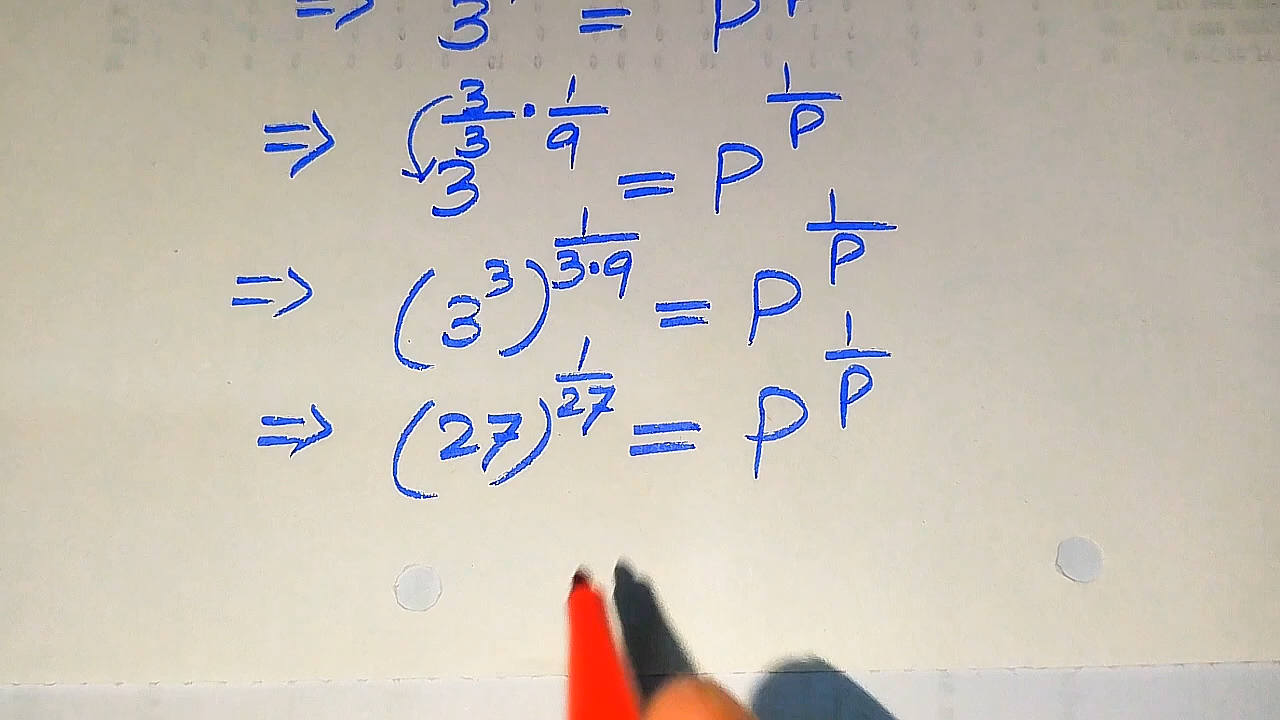 => 3 = P
=> 3^(3/3 · 1/9) = P^(1/P)
=> (3^3)^(1/(3·9)) = P^(1/P)
=> (27)^(1/27) = P^(1/P)